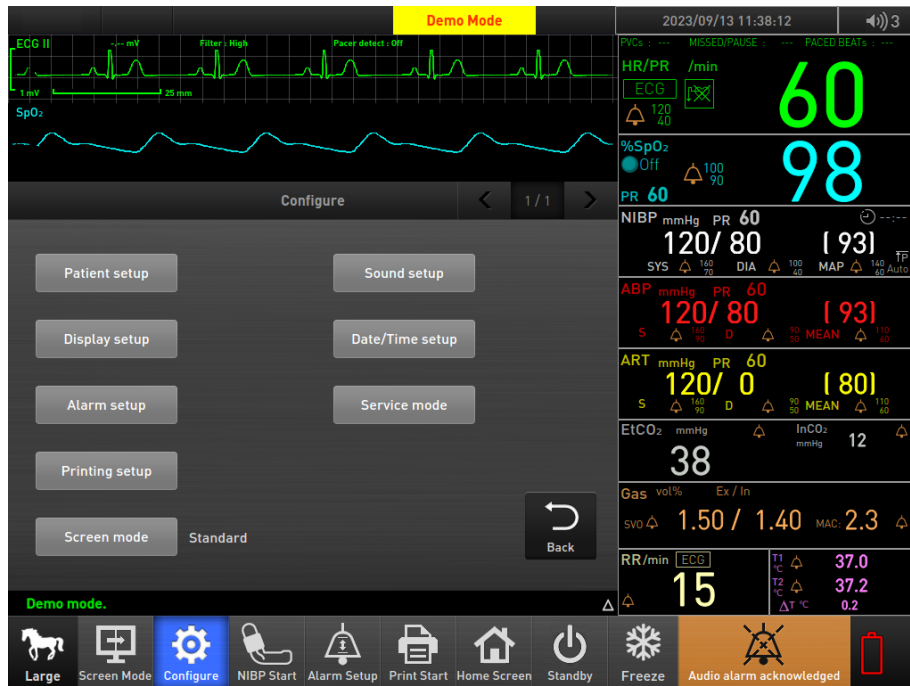 Demo Mode
2023/09/13 11:38:12
3
ECG II
-.-- mV
Filter : High
Pacer detect : Off
1 mV
25 mm
SpO₂
PVCs : --- MISSED/PAUSE : --- PACED BEATs : ---
HR/PR /min
ECG
120
40
60
%SpO₂
Off
100
90
98
PR 60
NIBP mmHg PR 60
--:--
120/ 80 ( 93)
SYS 160 70 DIA 100 40 MAP 140 60 Auto
ABP mmHg PR 60
120/ 80 ( 93)
S 160 90 D 90 50 MEAN 110 60
ART mmHg PR 60
120/ 0 ( 80)
S 160 90 D 90 50 MEAN 110 60
EtCO₂ mmHg
InCO₂
mmHg
12
38
Gas vol% Ex / In
SVO 1.50 / 1.40 MAC: 2.3
RR/min ECG
15
T1 °C 37.0
T2 °C 37.2
ΔT °C 0.2
Configure
1 / 1
Patient setup
Sound setup
Display setup
Date/Time setup
Alarm setup
Service mode
Printing setup
Screen mode Standard
Back
Demo mode.
Large
Screen Mode
Configure
NIBP Start
Alarm Setup
Print Start
Home Screen
Standby
Freeze
Audio alarm acknowledged